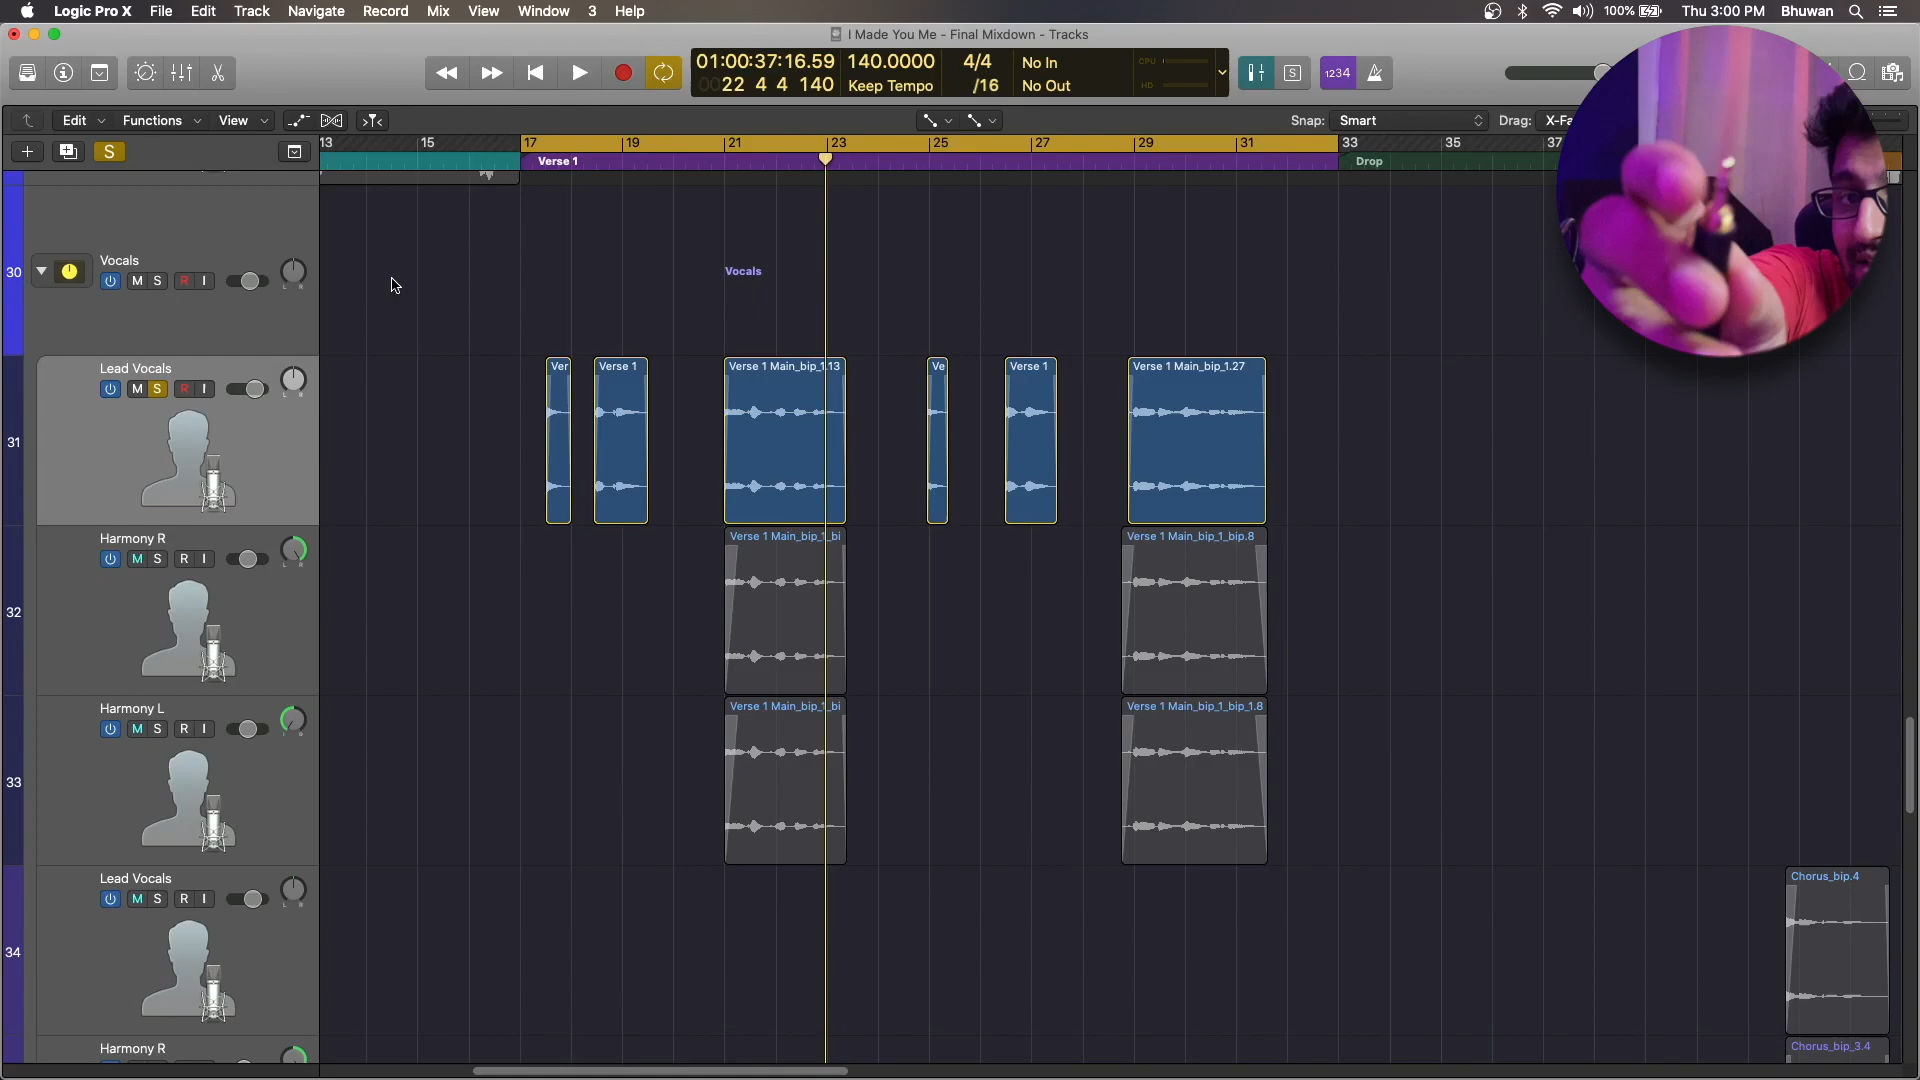 Logic Pro X File Edit Track Navigate Record Mix View Window 3 Help
100% Thu 3:00 PM Bhuwan
I Made You Me - Final Mixdown - Tracks
01:00:37:16.59 140.0000 4/4 No In CPU
0022 4 4 140 Keep Tempo /16 No Out HD
S 1234
Edit Functions View Snap: Smart Drag: X-Fa
S
13 15 17 19 21 23 25 27 29 31 33 35 37
Verse 1 Drop
30 Vocals
M S R I
Vocals
31 Lead Vocals
M S R I
Ver Verse 1 Verse 1 Main_bip_1.13 Ve Verse 1 Verse 1 Main_bip_1.27
32 Harmony R
M S R I
Verse 1 Main_bip_1_bi Verse 1 Main_bip_1_bip.8
33 Harmony L
M S R I
Verse 1 Main_bip_1_bi Verse 1 Main_bip_1_bip_1.8
34 Lead Vocals
M S R I
Chorus_bip.4
Harmony R
Chorus_bip_3.4